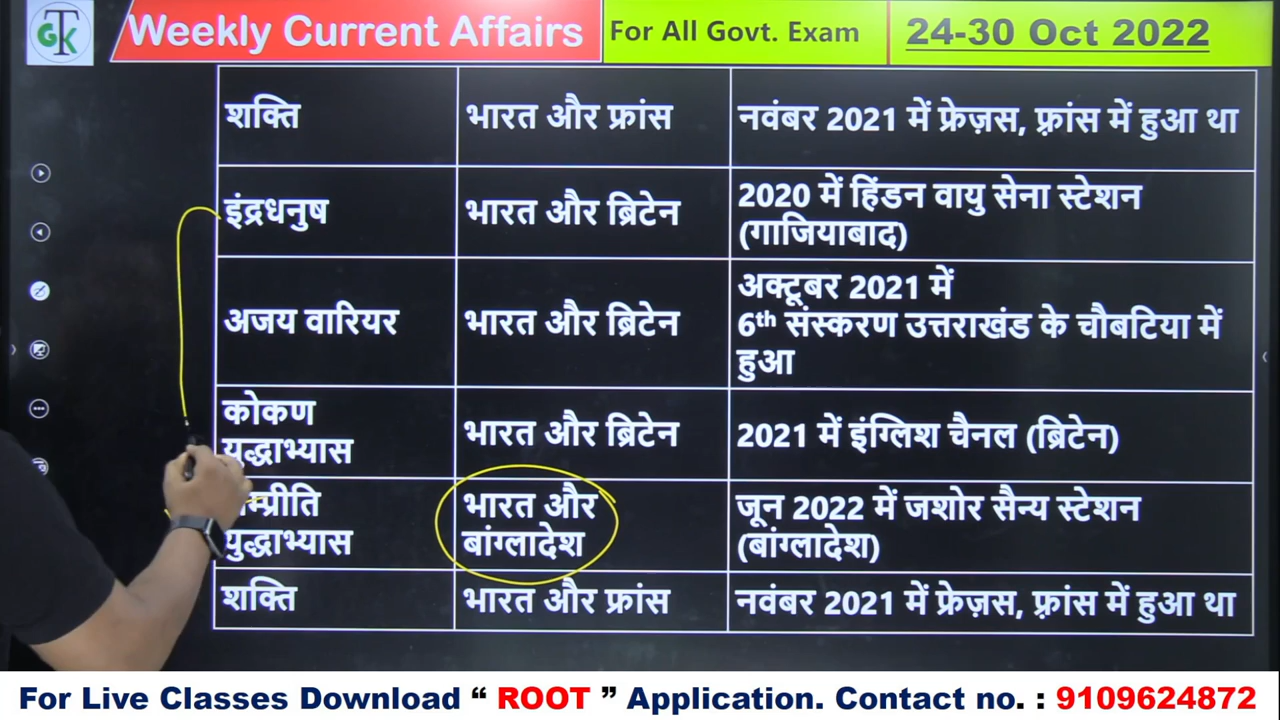 GTK
Weekly Current Affairs
For All Govt. Exam
24-30 Oct 2022
शक्ति
भारत और फ्रांस
नवंबर 2021 में फ्रेज़स, फ्रांस में हुआ था
इंद्रधनुष
भारत और ब्रिटेन
2020 में हिंडन वायु सेना स्टेशन
(गाजियाबाद)
अजय वारियर
भारत और ब्रिटेन
अक्टूबर 2021 में
6th संस्करण उत्तराखंड के चौबटिया में
हुआ
कोकण
युद्धाभ्यास
भारत और ब्रिटेन
2021 में इंग्लिश चैनल (ब्रिटेन)
युद्धाभ्यास
भारत और
बांग्लादेश
जून 2022 में जशोर सैन्य स्टेशन
(बांग्लादेश)
शक्ति
भारत और फ्रांस
नवंबर 2021 में फ्रेज़स, फ्रांस में हुआ था
For Live Classes Download “ ROOT ” Application. Contact no. : 9109624872